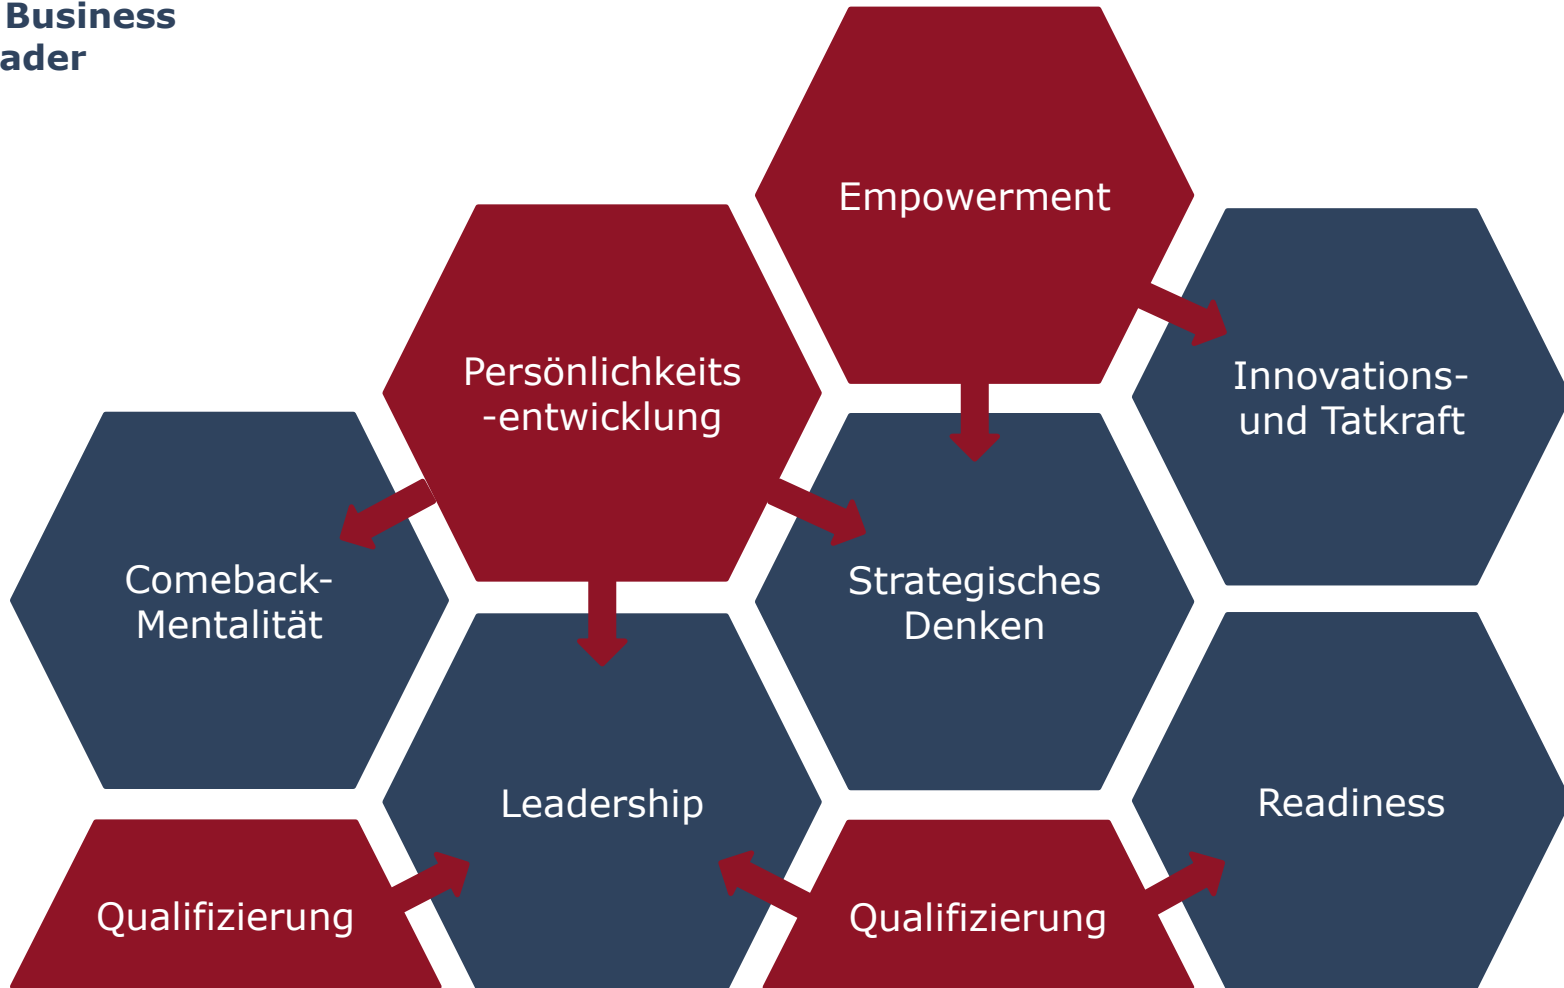 Business
ader
Empowerment
Persönlichkeits
-entwicklung
Innovations-
und Tatkraft
Comeback-
Mentalität
Strategisches
Denken
Leadership
Readiness
Qualifizierung
Qualifizierung